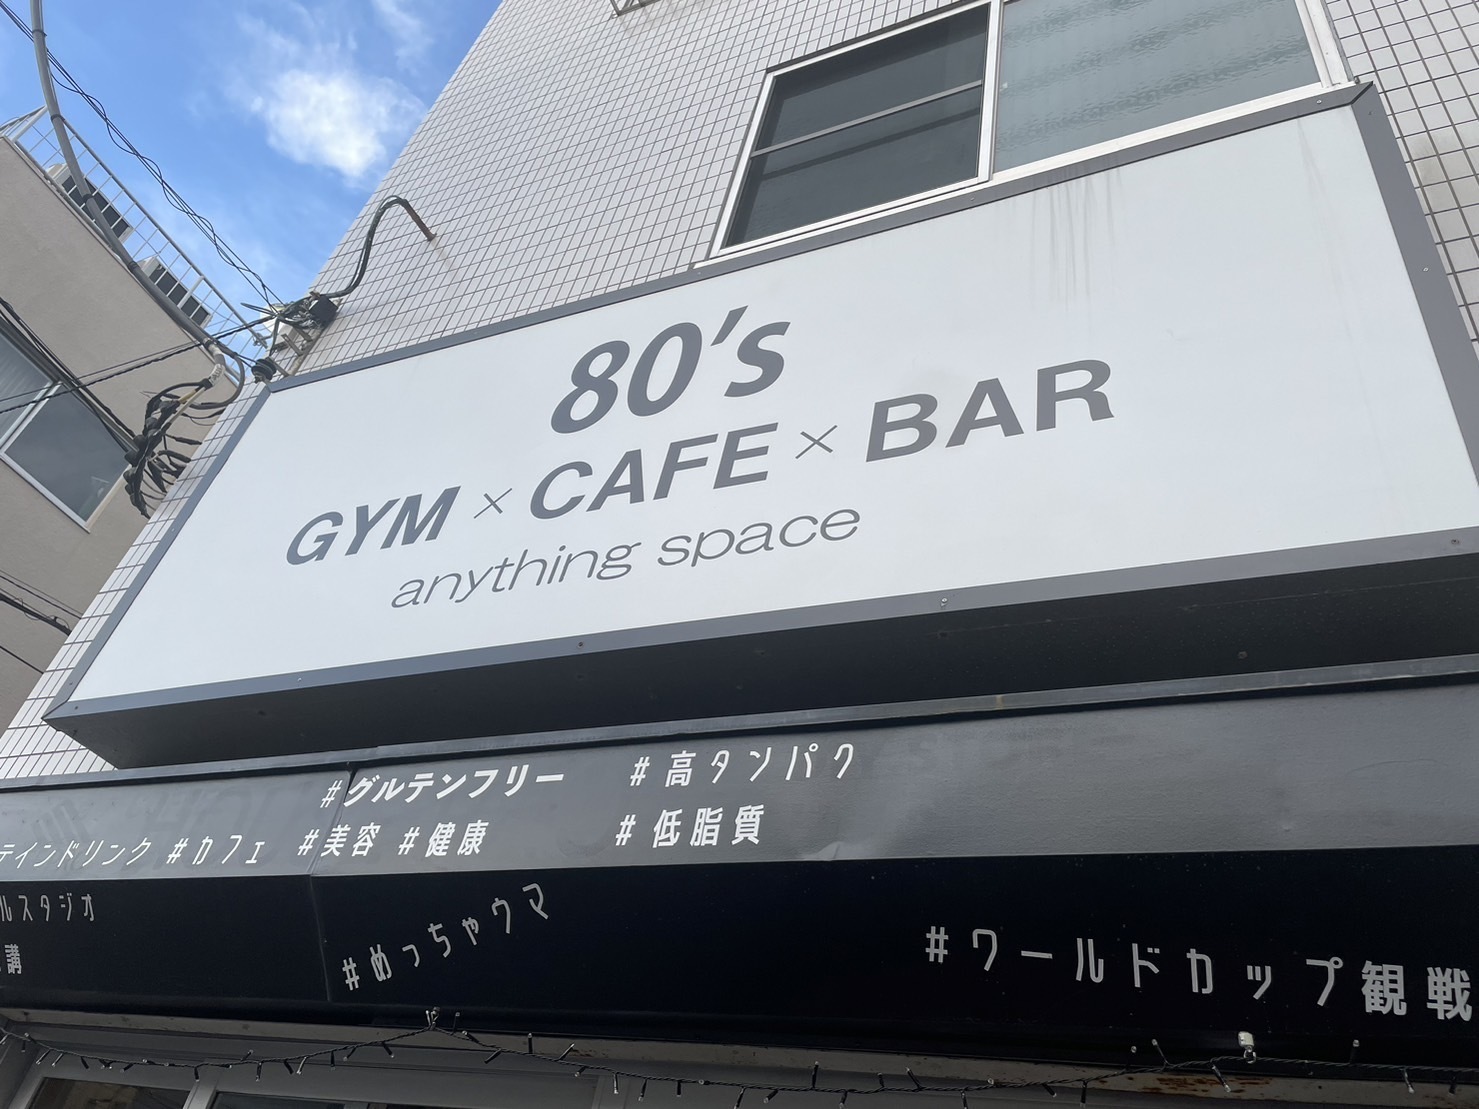 80's
GYM × CAFE × BAR
anything space
#グルテンフリー #高タンパク
テインドリンク #カフェ #美容 #健康 #低脂質
ルスタジオ
講
#めっちゃウマ
#ワールドカップ観戦